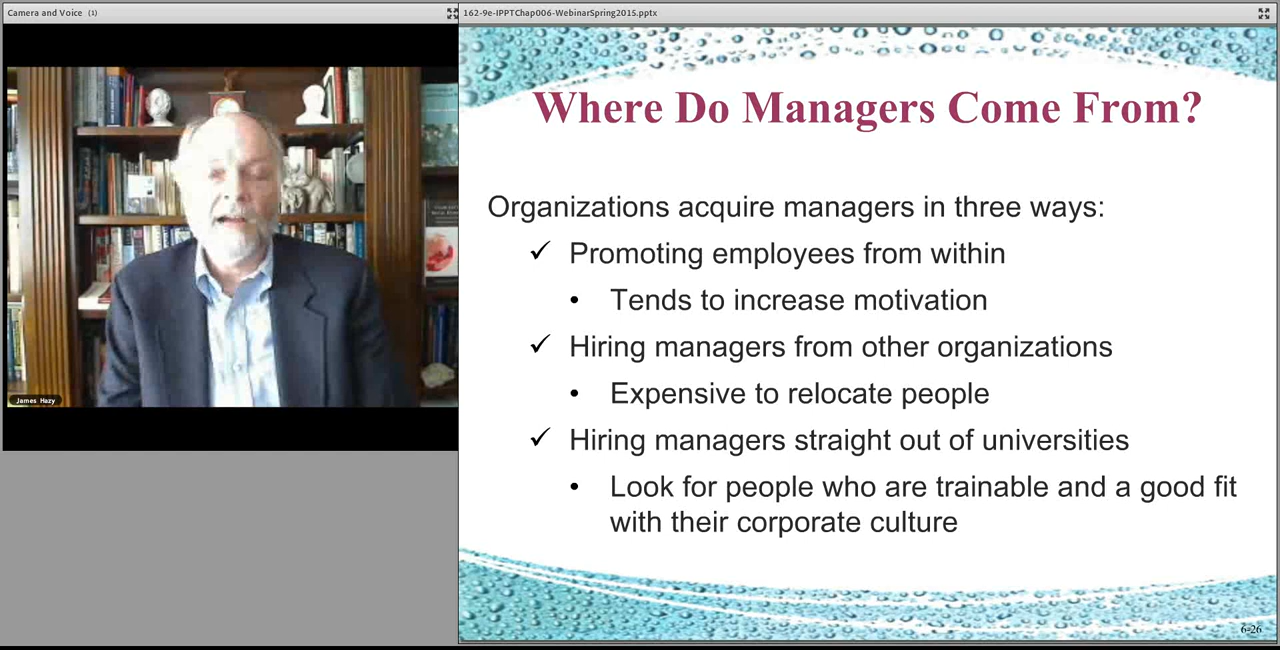 Camera and Voice (1)
162-9e-IPPTChap006-WebinarSpring2015.pptx
James Hazy
Where Do Managers Come From?
Organizations acquire managers in three ways:
✓ Promoting employees from within
• Tends to increase motivation
✓ Hiring managers from other organizations
• Expensive to relocate people
✓ Hiring managers straight out of universities
• Look for people who are trainable and a good fit
with their corporate culture
6-26